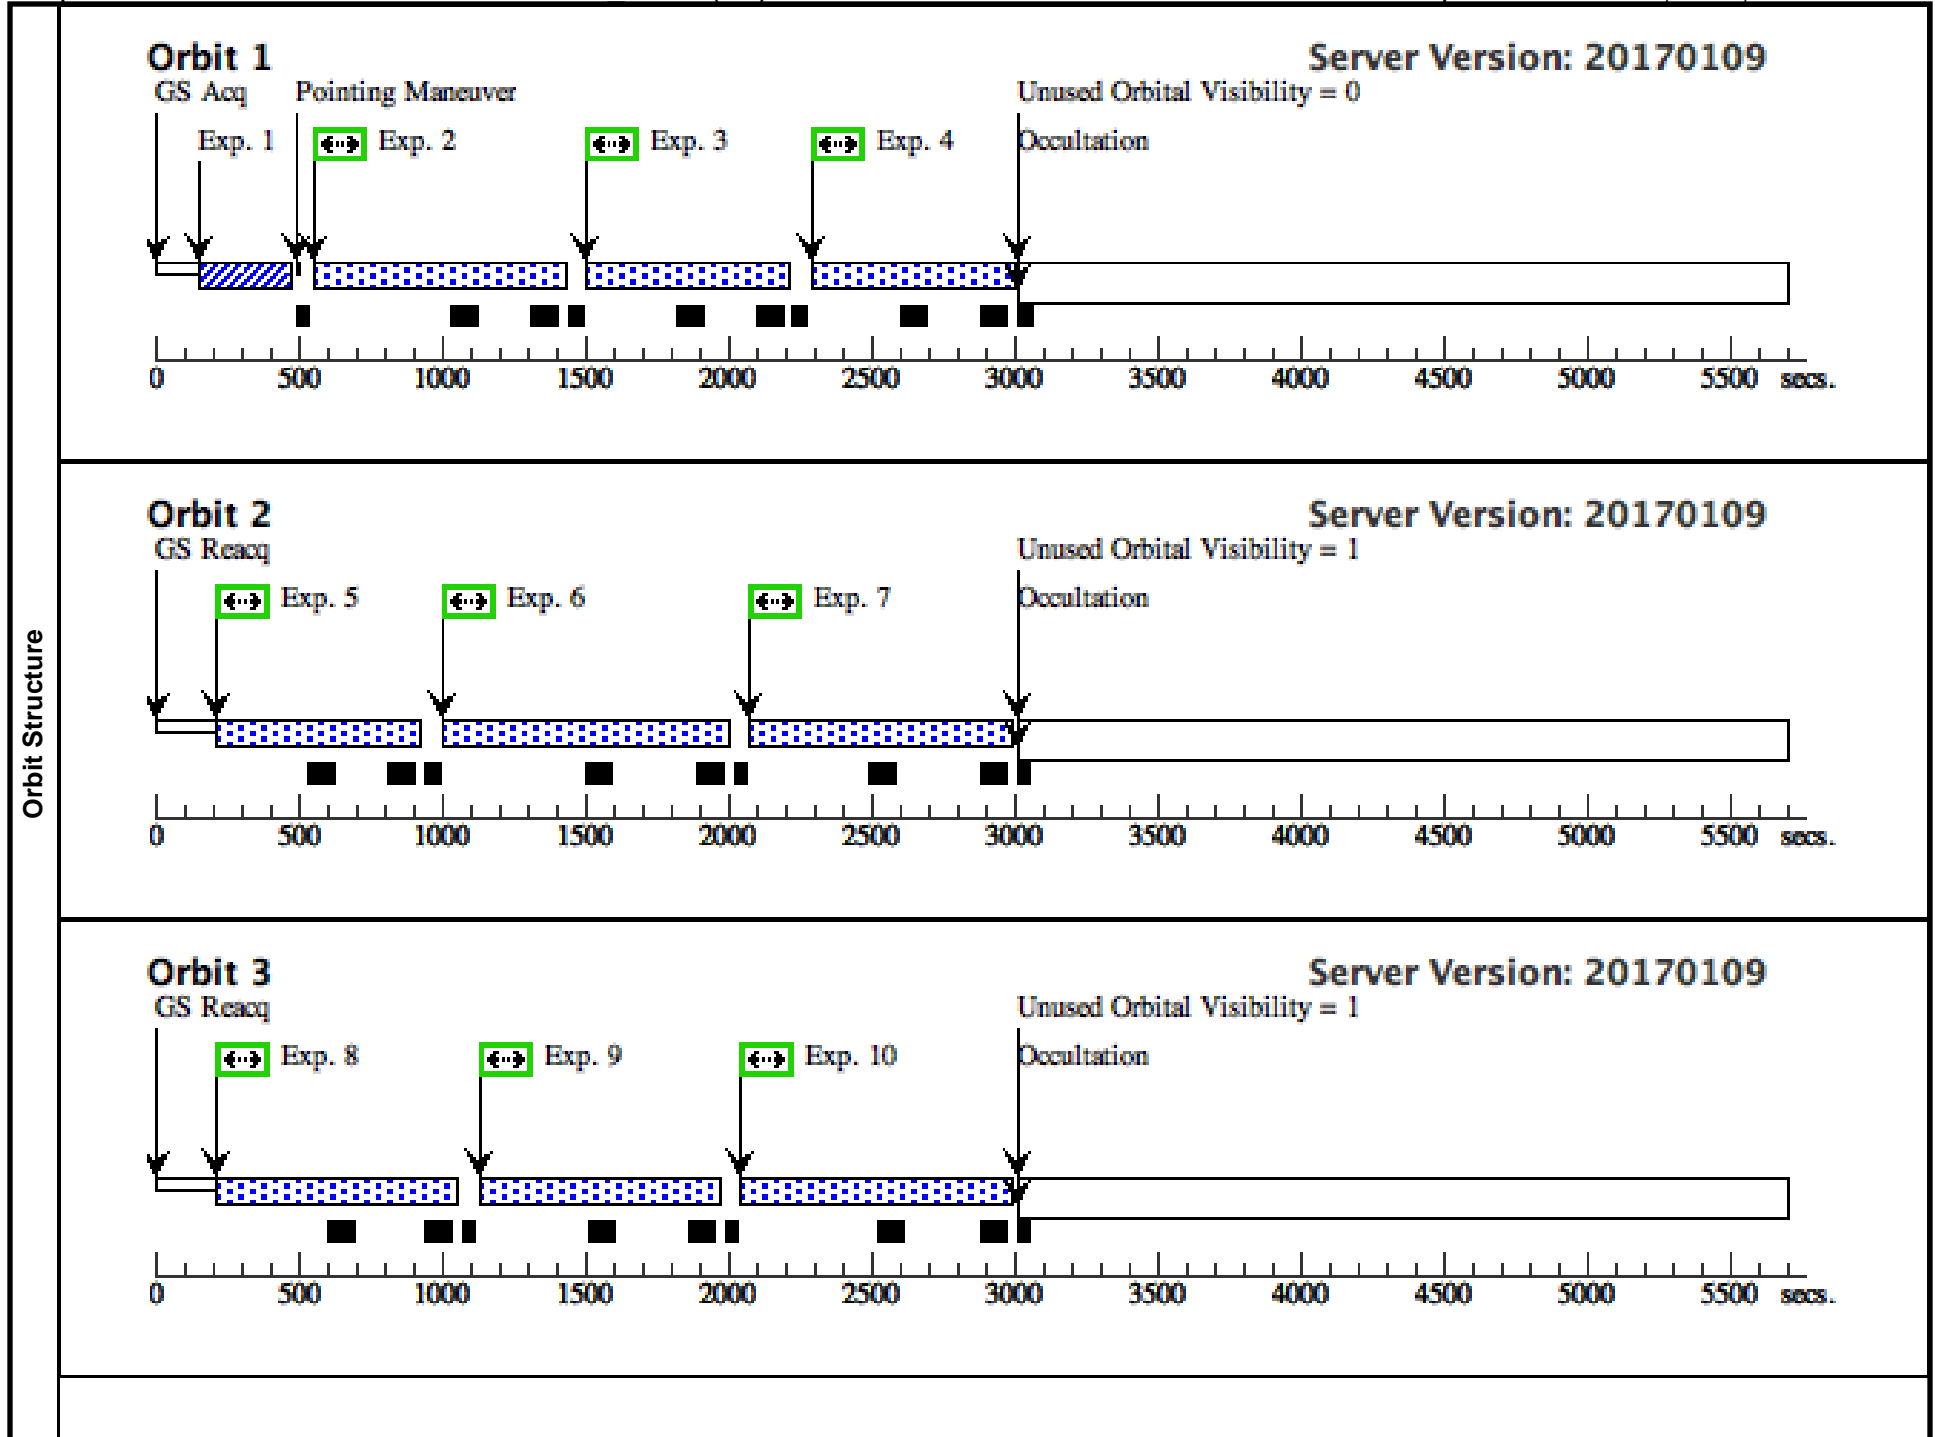 Orbit Structure
Orbit 1 Server Version: 20170109
GS Acq Pointing Maneuver Unused Orbital Visibility = 0
Exp. 1 Exp. 2 Exp. 3 Exp. 4 Occultation
0 500 1000 1500 2000 2500 3000 3500 4000 4500 5000 5500 secs.
Orbit 2 Server Version: 20170109
GS Reacq Unused Orbital Visibility = 1
Exp. 5 Exp. 6 Exp. 7 Occultation
0 500 1000 1500 2000 2500 3000 3500 4000 4500 5000 5500 secs.
Orbit 3 Server Version: 20170109
GS Reacq Unused Orbital Visibility = 1
Exp. 8 Exp. 9 Exp. 10 Occultation
0 500 1000 1500 2000 2500 3000 3500 4000 4500 5000 5500 secs.